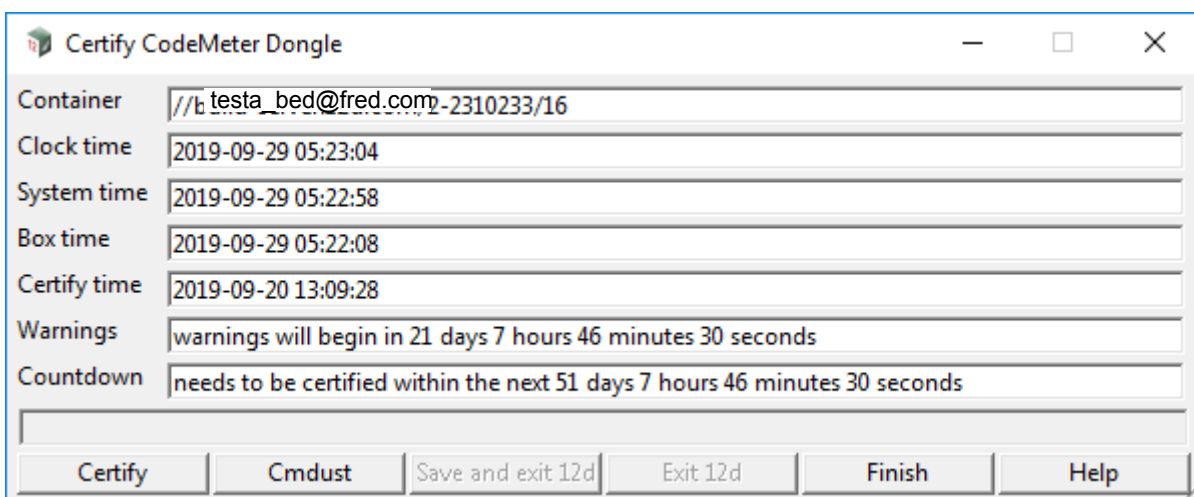 Certify CodeMeter Dongle
Container //b testa_bed@fred.com 2-2310233/16
Clock time 2019-09-29 05:23:04
System time 2019-09-29 05:22:58
Box time 2019-09-29 05:22:08
Certify time 2019-09-20 13:09:28
Warnings warnings will begin in 21 days 7 hours 46 minutes 30 seconds
Countdown needs to be certified within the next 51 days 7 hours 46 minutes 30 seconds
Certify Cmdust Save and exit 12d Exit 12d Finish Help